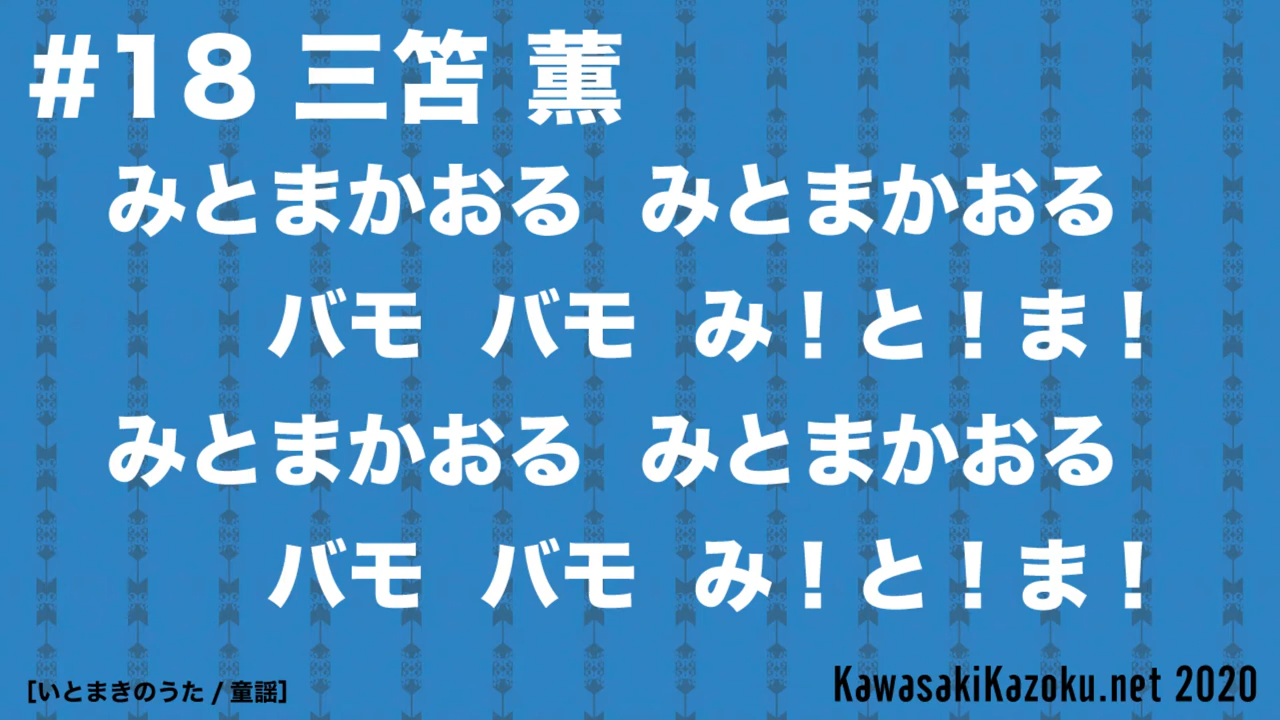 #18 三笘 薫
みとまかおる みとまかおる
バモ バモ み！と！ま！
みとまかおる みとまかおる
バモ バモ み！と！ま！
[いとまきのうた / 童謡]
KawasakiKazoku.net 2020